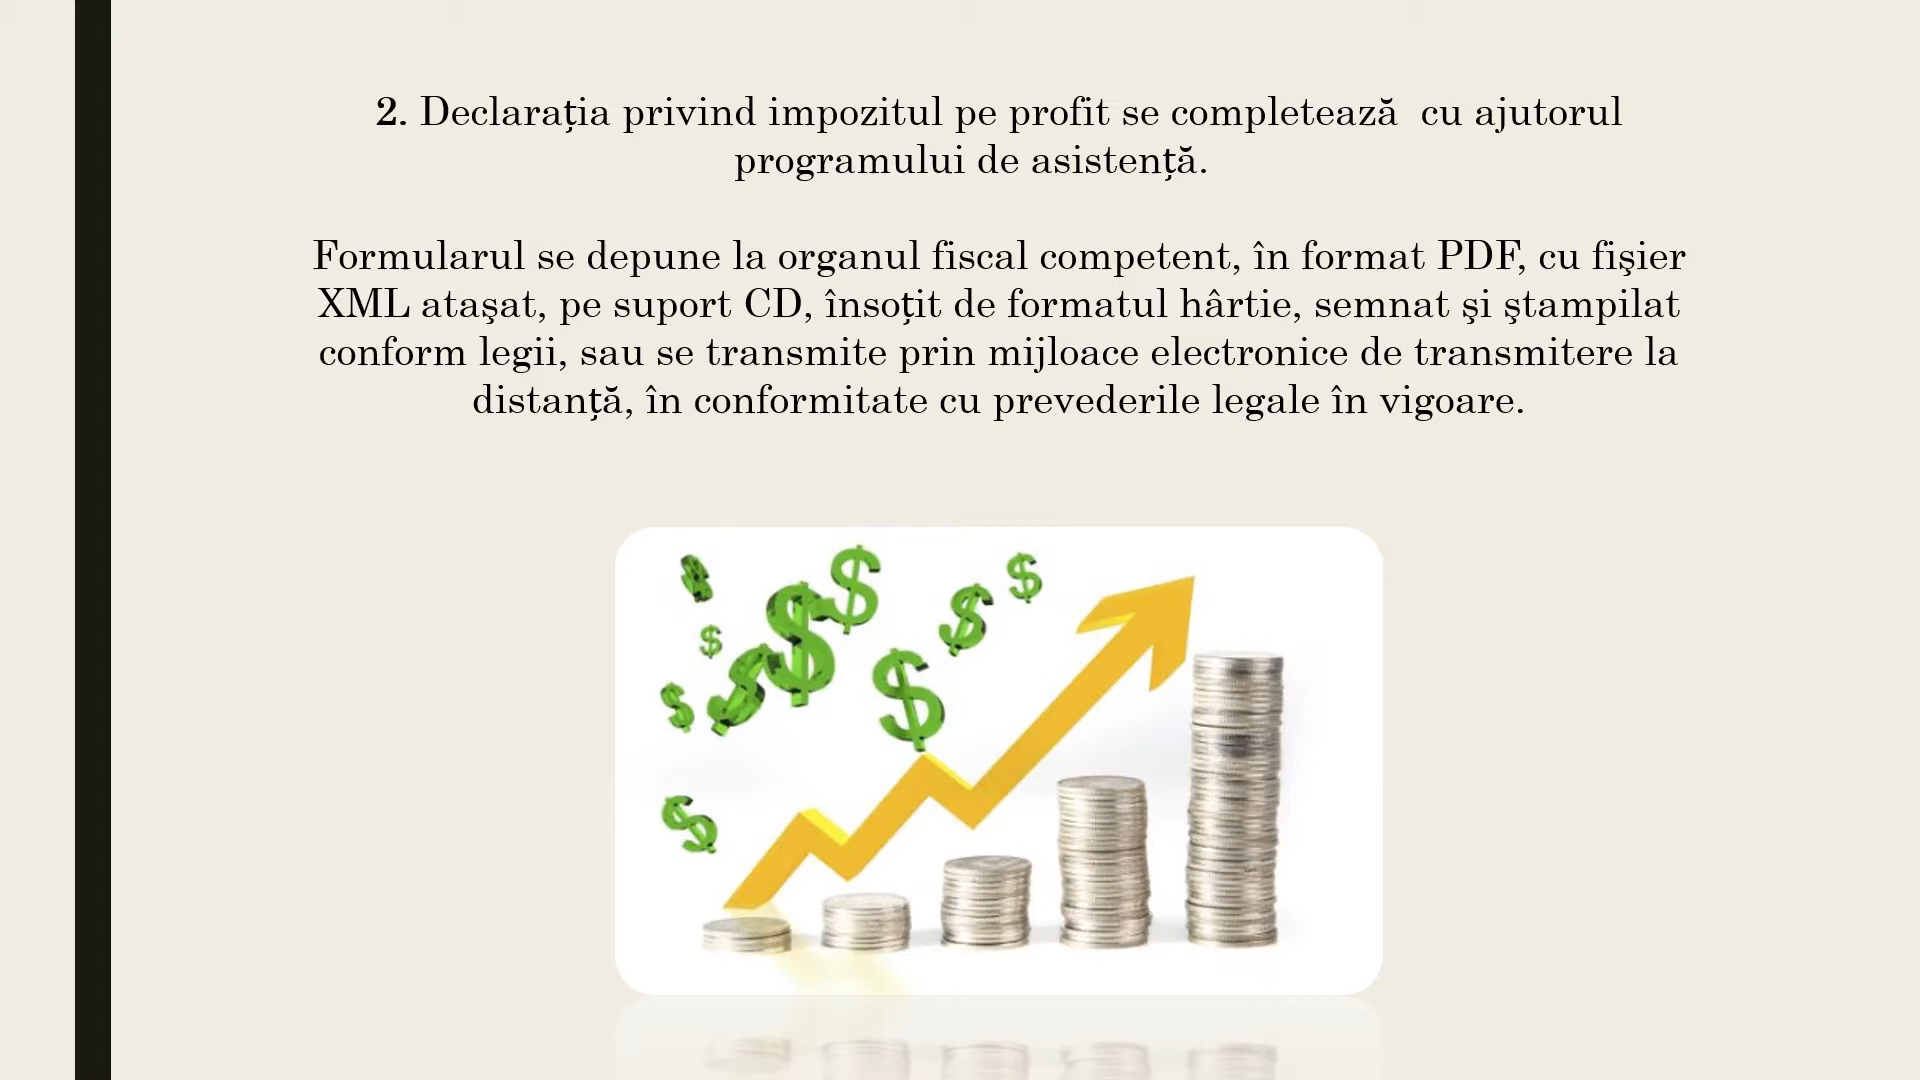 2. Declarația privind impozitul pe profit se completează  cu ajutorul
programului de asistență.
Formularul se depune la organul fiscal competent, în format PDF, cu fişier
XML ataşat, pe suport CD, însoțit de formatul hârtie, semnat şi ştampilat
conform legii, sau se transmite prin mijloace electronice de transmitere la
distanță, în conformitate cu prevederile legale în vigoare.